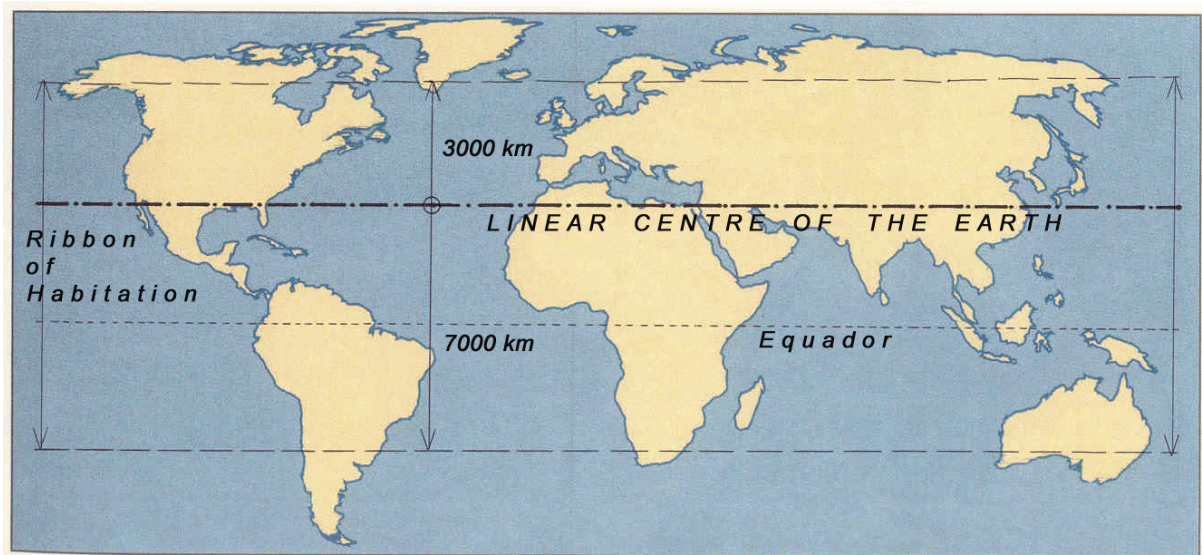 3000 km
LINEAR CENTRE OF THE EARTH
Ribbon
of
Habitation
7000 km
Equador